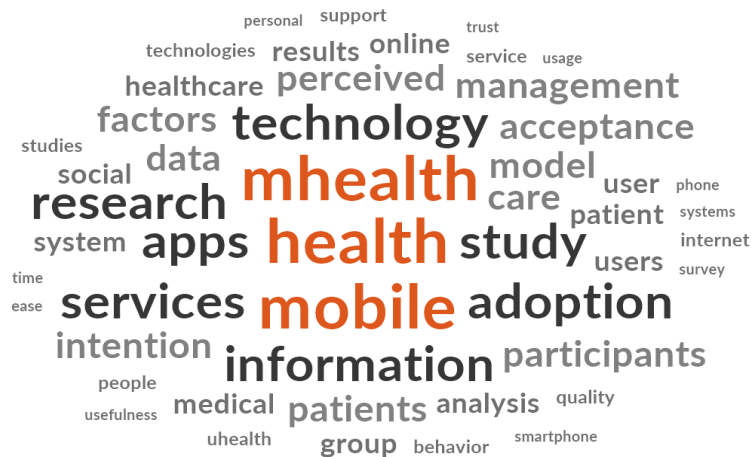 personal support trust
technologies results online service usage
healthcare perceived management
factors technology acceptance
studies
social data mhealth model
research care user phone
patient systems
system apps health study internet
users survey
time
ease services mobile adoption
intention information participants
people
usefulness medical patients analysis quality
uhealth group behavior smartphone